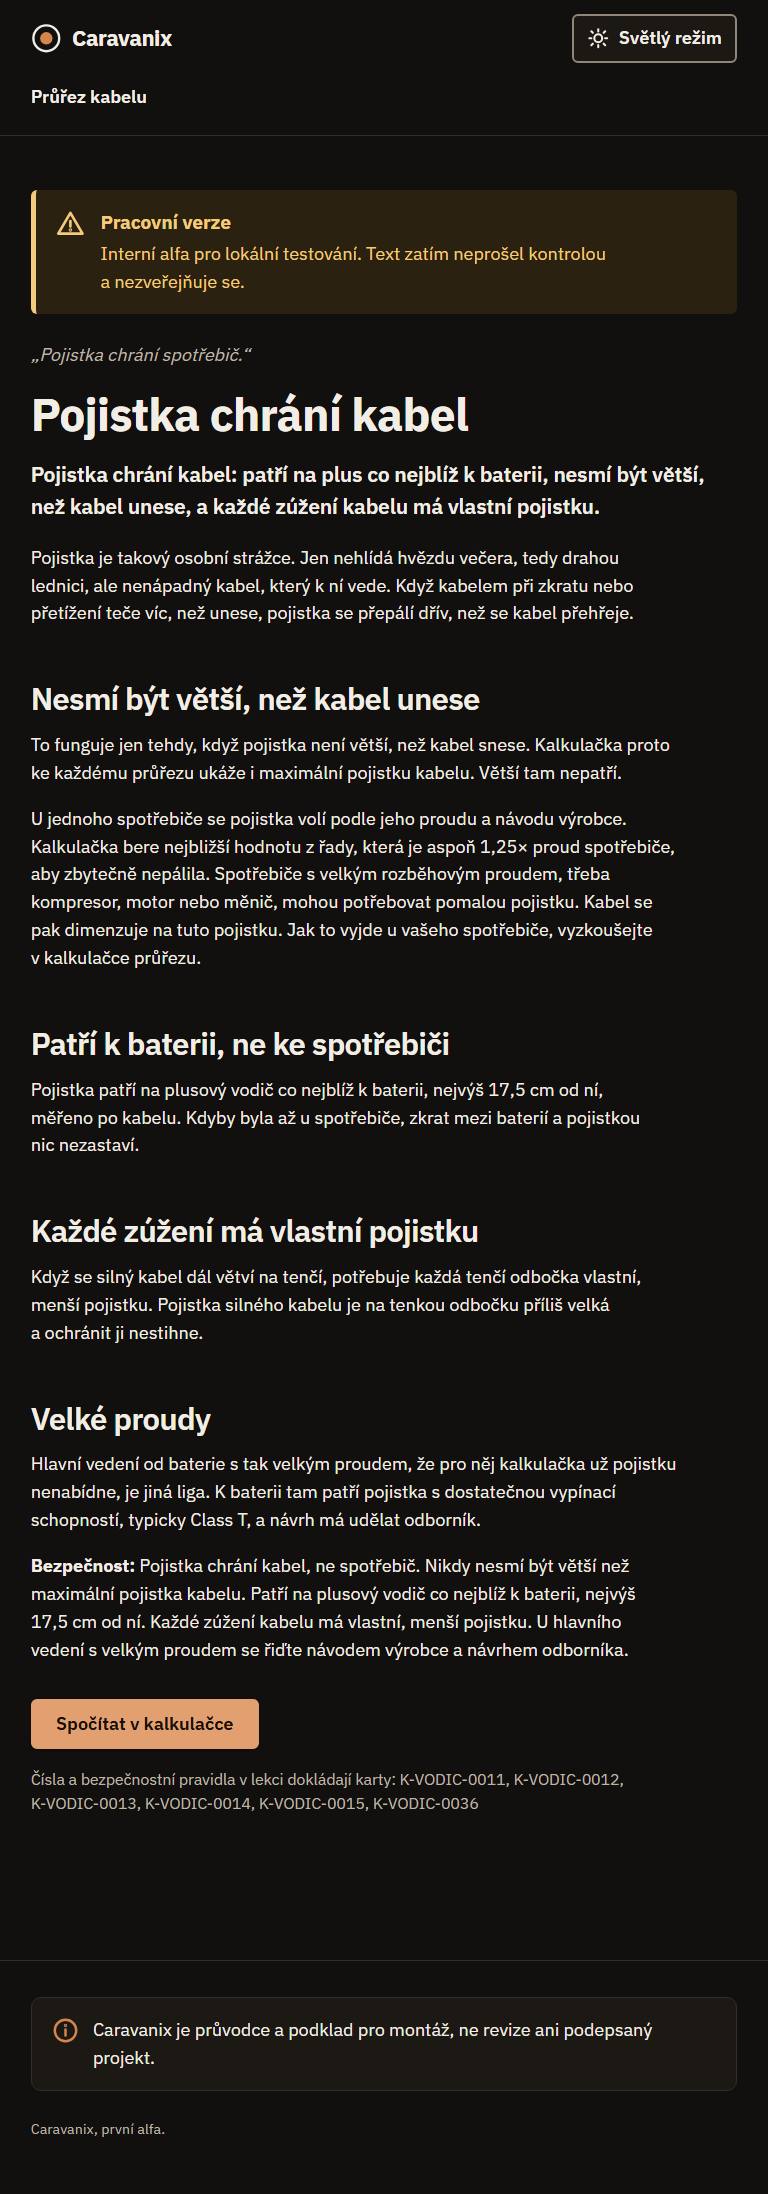 Caravanix
Světlý režim
Průřez kabelu
Pracovní verze
Interní alfa pro lokální testování. Text zatím neprošel kontrolou
a nezveřejňuje se.
„Pojistka chrání spotřebič.“
Pojistka chrání kabel
Pojistka chrání kabel: patří na plus co nejblíž k baterii, nesmí být větší,
než kabel unese, a každé zúžení kabelu má vlastní pojistku.
Pojistka je takový osobní strážce. Jen nehlídá hvězdu večera, tedy drahou
lednici, ale nenápadný kabel, který k ní vede. Když kabelem při zkratu nebo
přetížení teče víc, než unese, pojistka se přepálí dřív, než se kabel přehřeje.
Nesmí být větší, než kabel unese
To funguje jen tehdy, když pojistka není větší, než kabel snese. Kalkulačka proto
ke každému průřezu ukáže i maximální pojistku kabelu. Větší tam nepatří.
U jednoho spotřebiče se pojistka volí podle jeho proudu a návodu výrobce.
Kalkulačka bere nejbližší hodnotu z řady, která je aspoň 1,25× proud spotřebiče,
aby zbytečně nepálila. Spotřebiče s velkým rozběhovým proudem, třeba
kompresor, motor nebo měnič, mohou potřebovat pomalou pojistku. Kabel se
pak dimenzuje na tuto pojistku. Jak to vyjde u vašeho spotřebiče, vyzkoušejte
v kalkulačce průřezu.
Patří k baterii, ne ke spotřebiči
Pojistka patří na plusový vodič co nejblíž k baterii, nejvýš 17,5 cm od ní,
měřeno po kabelu. Kdyby byla až u spotřebiče, zkrat mezi baterií a pojistkou
nic nezastaví.
Každé zúžení má vlastní pojistku
Když se silný kabel dál větví na tenčí, potřebuje každá tenčí odbočka vlastní,
menší pojistku. Pojistka silného kabelu je na tenkou odbočku příliš velká
a ochránit ji nestihne.
Velké proudy
Hlavní vedení od baterie s tak velkým proudem, že pro něj kalkulačka už pojistku
nenabídne, je jiná liga. K baterii tam patří pojistka s dostatečnou vypínací
schopností, typicky Class T, a návrh má udělat odborník.
Bezpečnost: Pojistka chrání kabel, ne spotřebič. Nikdy nesmí být větší než
maximální pojistka kabelu. Patří na plusový vodič co nejblíž k baterii, nejvýš
17,5 cm od ní. Každé zúžení kabelu má vlastní, menší pojistku. U hlavního
vedení s velkým proudem se řiďte návodem výrobce a návrhem odborníka.
Spočítat v kalkulačce
Čísla a bezpečnostní pravidla v lekci dokládají karty: K-VODIC-0011, K-VODIC-0012,
K-VODIC-0013, K-VODIC-0014, K-VODIC-0015, K-VODIC-0036
Caravanix je průvodce a podklad pro montáž, ne revize ani podepsaný
projekt.
Caravanix, první alfa.